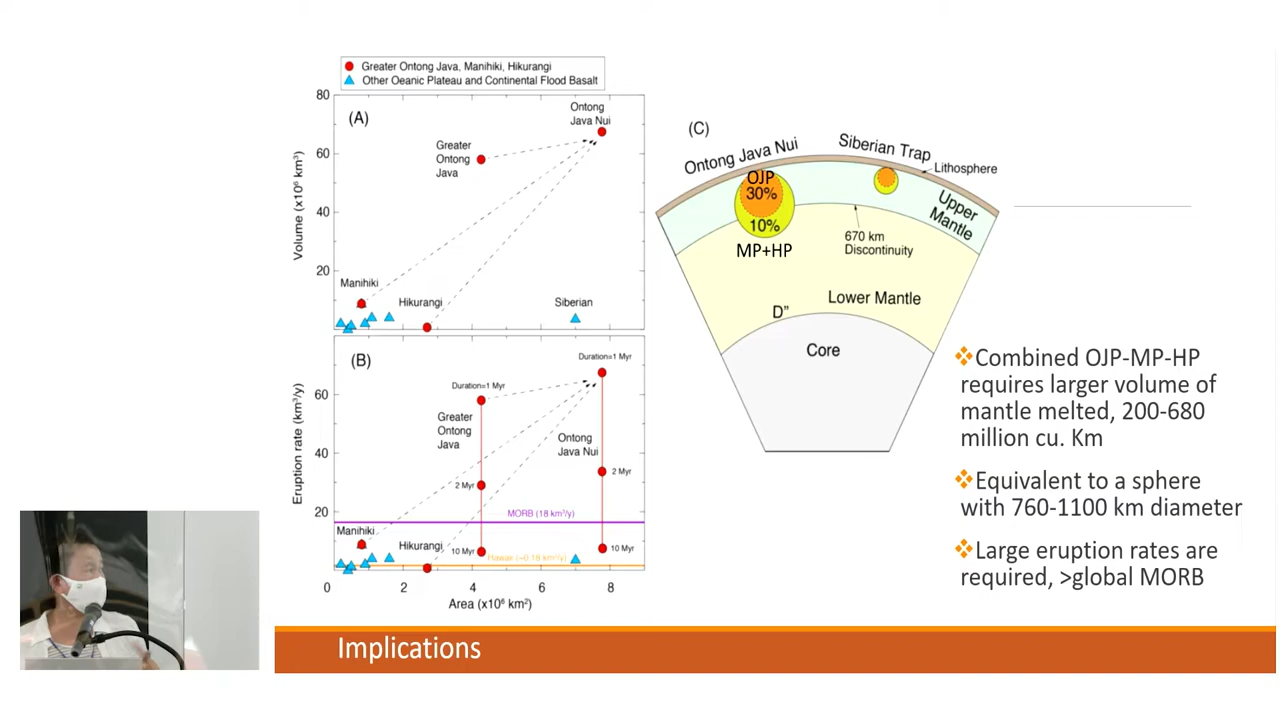 Greater Ontong Java, Manihiki, Hikurangi
Other Oeanic Plateau and Continental Flood Basalt
(A)
80
60
40
20
Volume (x10⁶ km³)
Ontong
Java Nui
Greater
Ontong
Java
Manihiki
Hikurangi
Siberian
(B)
60
40
20
0
2
4
6
8
Eruption rate (km³/y)
Area (x10⁶ km²)
Duration=1 Myr
Duration=1 Myr
Greater
Ontong
Java
Ontong
Java Nui
2 Myr
2 Myr
MORB (18 km³/y)
Manihiki
Hikurangi
10 Myr
10 Myr
Hawaii (~0.18 km³/y)
(C)
Ontong Java Nui
Siberian Trap
Lithosphere
OJP
30%
10%
MP+HP
Upper
Mantle
670 km
Discontinuity
Lower Mantle
D"
Core
Combined OJP-MP-HP
requires larger volume of
mantle melted, 200-680
million cu. Km
Equivalent to a sphere
with 760-1100 km diameter
Large eruption rates are
required, >global MORB
Implications